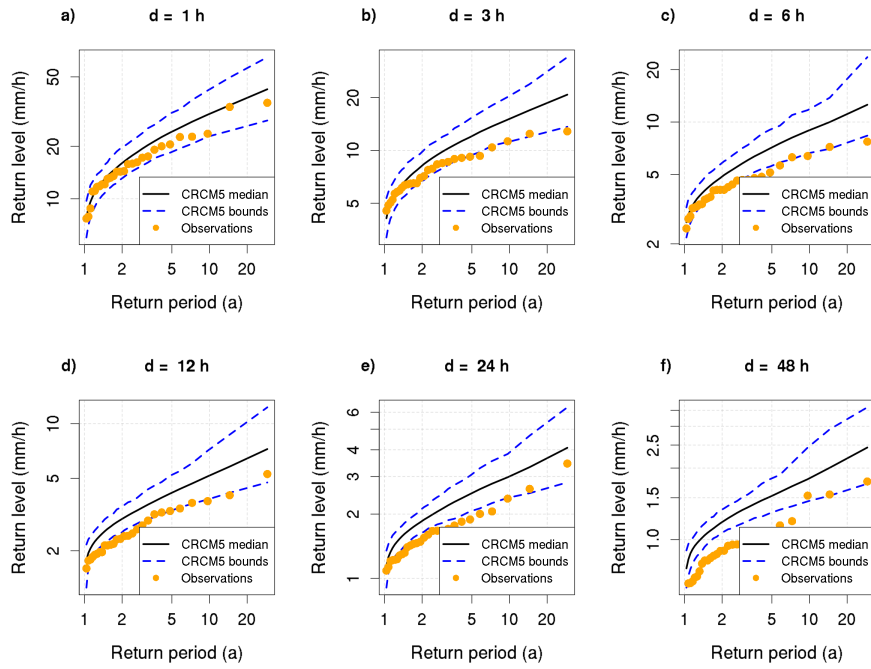 a) d = 1 h
Return level (mm/h)
50
20
10
CRCM5 median
CRCM5 bounds
Observations
1 2 5 10 20
Return period (a)
b) d = 3 h
Return level (mm/h)
20
10
5
CRCM5 median
CRCM5 bounds
Observations
1 2 5 10 20
Return period (a)
c) d = 6 h
Return level (mm/h)
20
10
5
2
CRCM5 median
CRCM5 bounds
Observations
1 2 5 10 20
Return period (a)
d) d = 12 h
Return level (mm/h)
10
5
2
CRCM5 median
CRCM5 bounds
Observations
1 2 5 10 20
Return period (a)
e) d = 24 h
Return level (mm/h)
6
4
3
2
1
CRCM5 median
CRCM5 bounds
Observations
1 2 5 10 20
Return period (a)
f) d = 48 h
Return level (mm/h)
2.5
1.5
1.0
CRCM5 median
CRCM5 bounds
Observations
1 2 5 10 20
Return period (a)